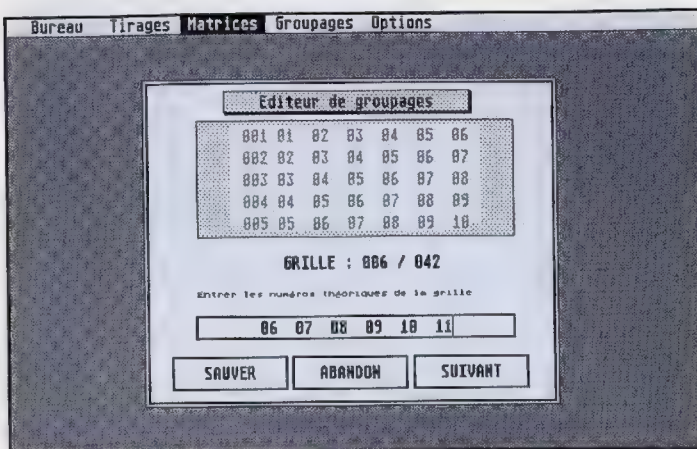 Bureau Tirages Matrices Groupages Options
Editeur de groupages
001 01 02 03 04 05 06
002 02 03 04 05 06 07
003 03 04 05 06 07 08
004 04 05 06 07 08 09
005 05 06 07 08 09 10
GRILLE : 006 / 042
Entrer les numéros théoriques de la grille
06 07 08 09 10 11
SAUVER ABANDON SUIVANT